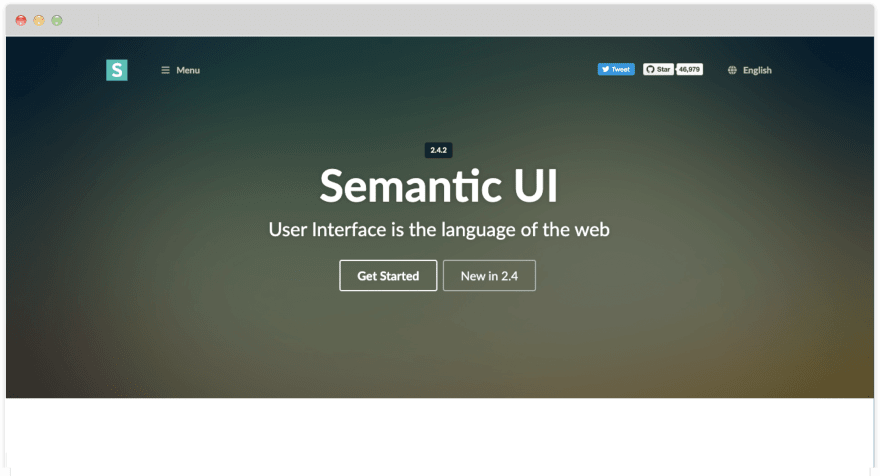 S Menu Tweet Star 46,979 English
2.4.2
Semantic UI
User Interface is the language of the web
Get Started New in 2.4